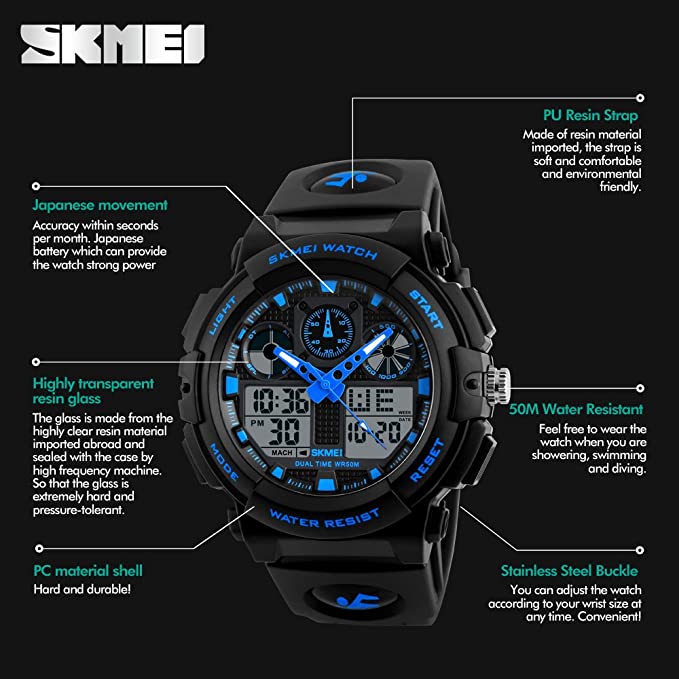 SKMEI
PU Resin Strap
Made of resin material
imported, the strap is
soft and comfortable
and environmental
friendly.
Japanese movement
Accuracy within seconds
per month. Japanese
battery which can provide
the watch strong power
SKMEI WATCH
LIGHT
START
Highly transparent
resin glass
The glass is made from the
highly clear resin material
imported abroad and
sealed with the case by
high frequency machine.
So that the glass is
extremely hard and
pressure-tolerant.
10:36
WEEK
PM
30
DATE
10-20
MACH
SKMEI
DUAL TIME WR50M
MODE
RESET
WATER RESIST
50M Water Resistant
Feel free to wear the
watch when you are
showering, swimming
and diving.
PC material shell
Hard and durable!
Stainless Steel Buckle
You can adjust the watch
according to your wrist size at
any time. Convenient!